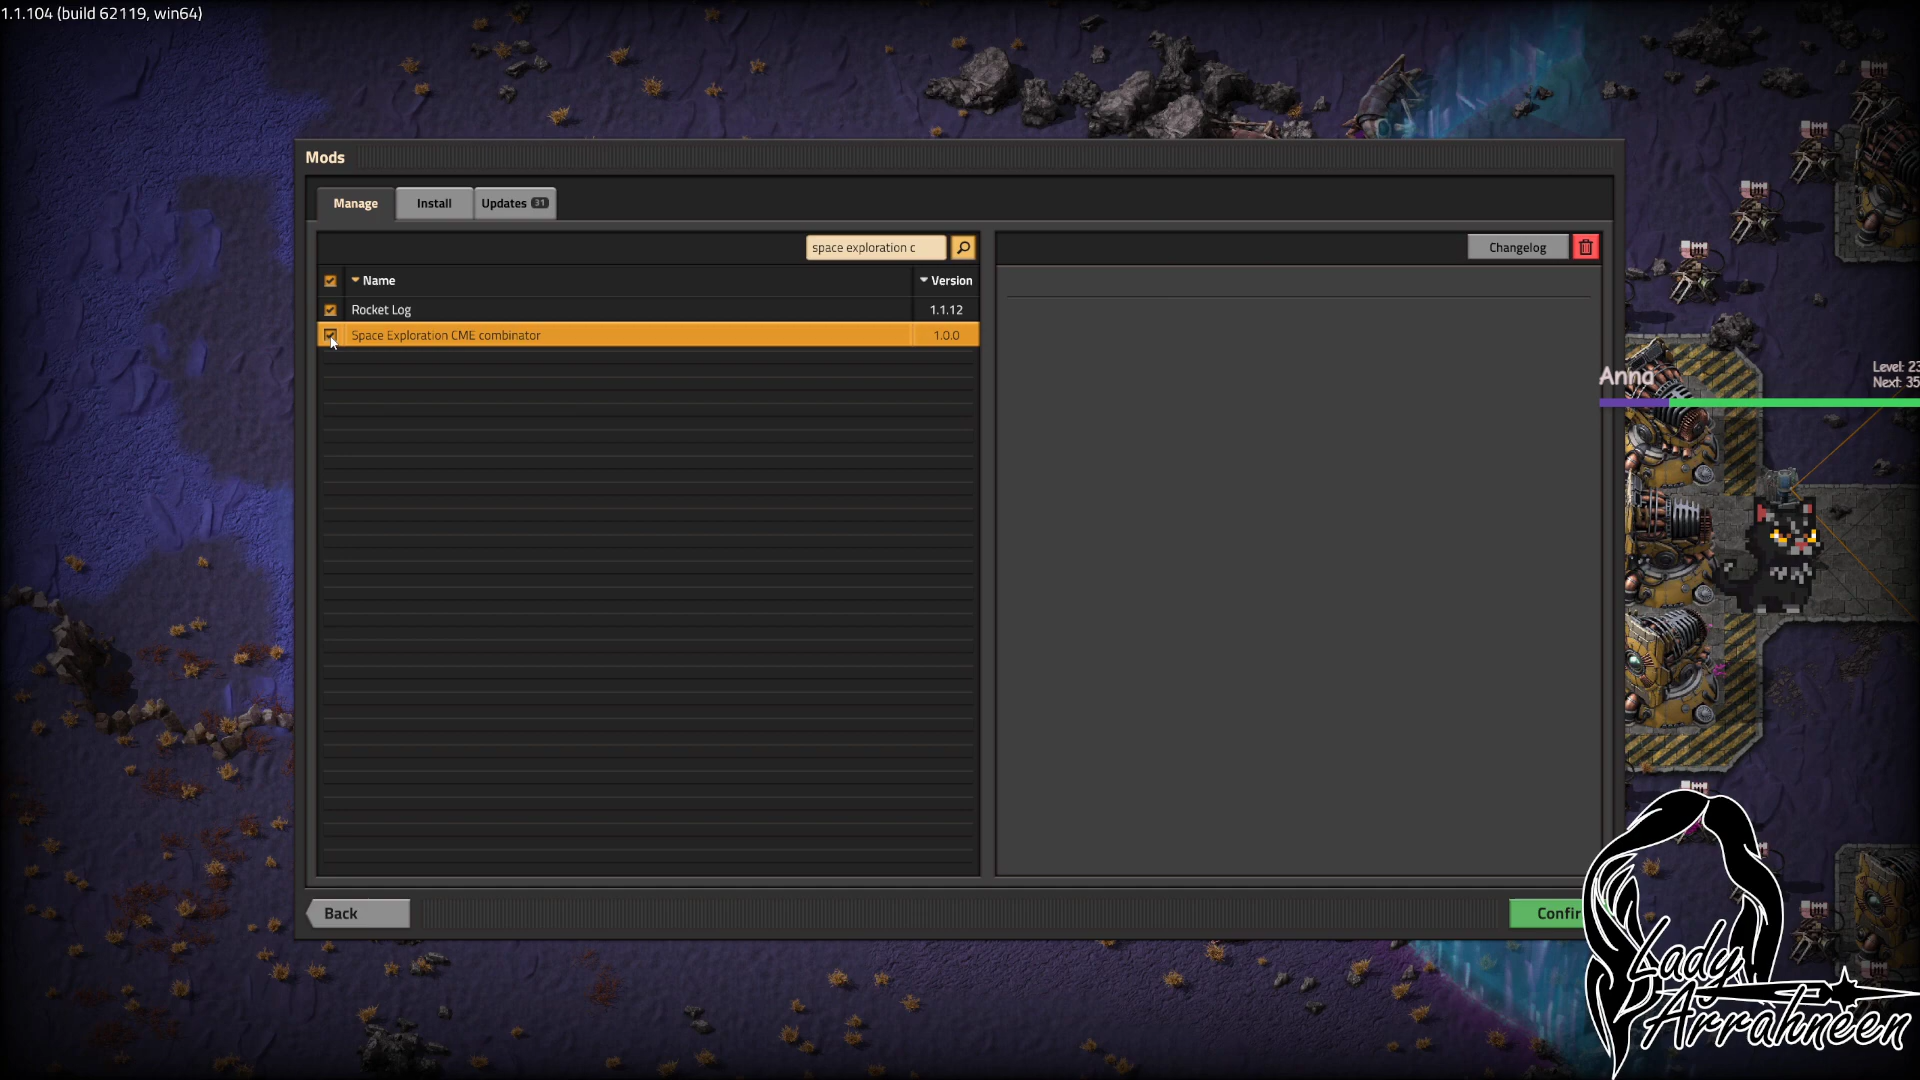 1.1.104 (build 62119, win64)
Mods
Manage
Install
Updates 31
space exploration c
Changelog
Name
Version
Rocket Log
1.1.12
Space Exploration CME combinator
1.0.0
Anna
Level: 23
Next: 35
Back
Confir
Lady
Arrahneen